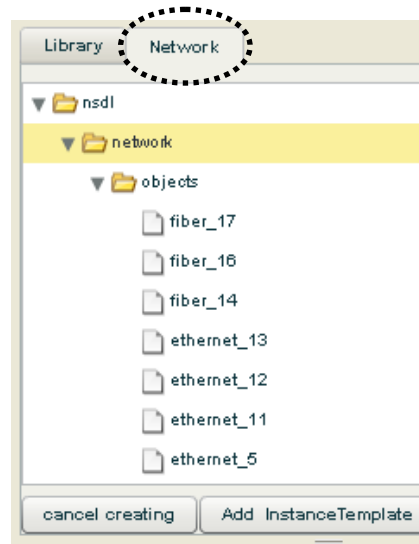 Library Network
nsdl
network
objects
fiber_17
fiber_16
fiber_14
ethernet_13
ethernet_12
ethernet_11
ethernet_5
cancel creating Add InstanceTemplate